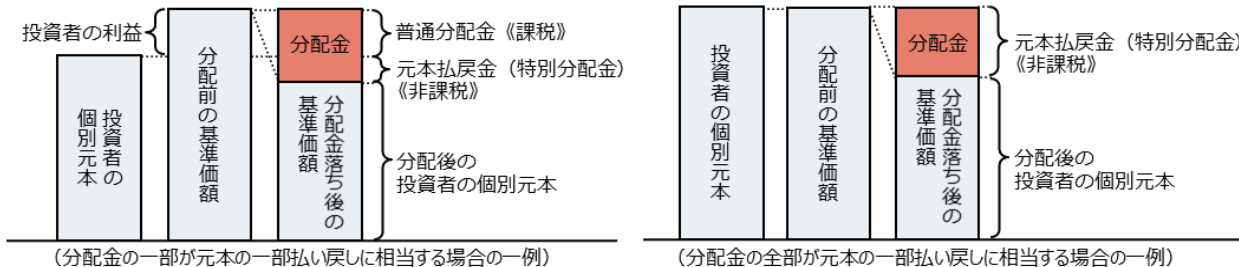 投資者の利益
投資者の
個別元本
分配前の基準価額
分配金
分配金落ち後の
基準価額
普通分配金《課税》
元本払戻金（特別分配金）
《非課税》
分配後の
投資者の個別元本
（分配金の一部が元本の一部払い戻しに相当する場合の一例）
投資者の個別元本
分配前の基準価額
分配金
分配金落ち後の
基準価額
元本払戻金（特別分配金）
《非課税》
分配後の
投資者の個別元本
（分配金の全部が元本の一部払い戻しに相当する場合の一例）